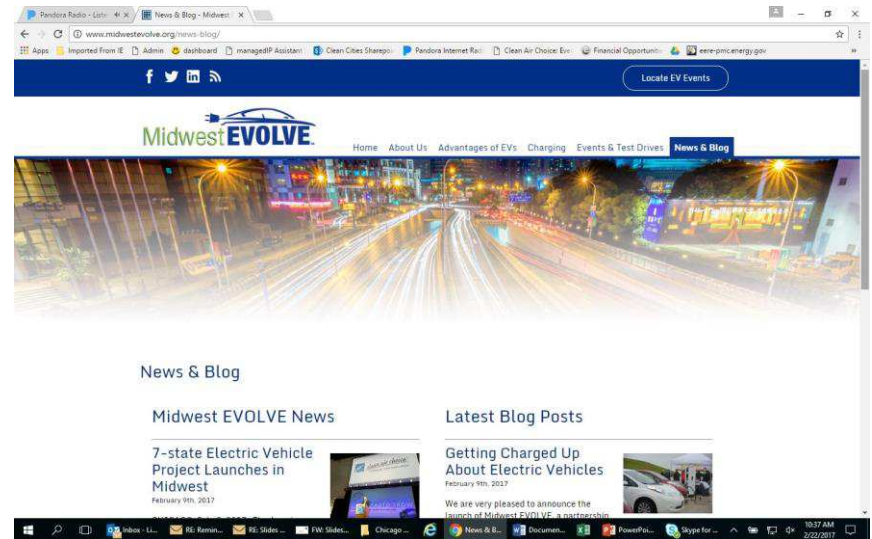 Pandora Radio - Liste
News & Blog - Midwest
www.midwestevolve.org/news-blog/
Apps Imported From IE Admin dashboard managedIP Assistant Clean Cities Sharepoi Pandora Internet Rad Clean Air Choice: Eve Financial Opportuniti eere-pmc.energy.gov
f in Locate EV Events
Midwest EVOLVE
Home About Us Advantages of EVs Charging Events & Test Drives News & Blog
News & Blog
Midwest EVOLVE News
Latest Blog Posts
7-state Electric Vehicle
Project Launches in
Midwest
February 9th, 2017
Getting Charged Up
About Electric Vehicles
February 9th, 2017
We are very pleased to announce the
launch of Midwest EVOLVE, a partnership
Inbox - Li... RE: Remin... RE: Slides ... FW: Slides... Chicago ... News & B... Documen... PowerPoi... Skype for ...
10:37 AM
2/22/2017